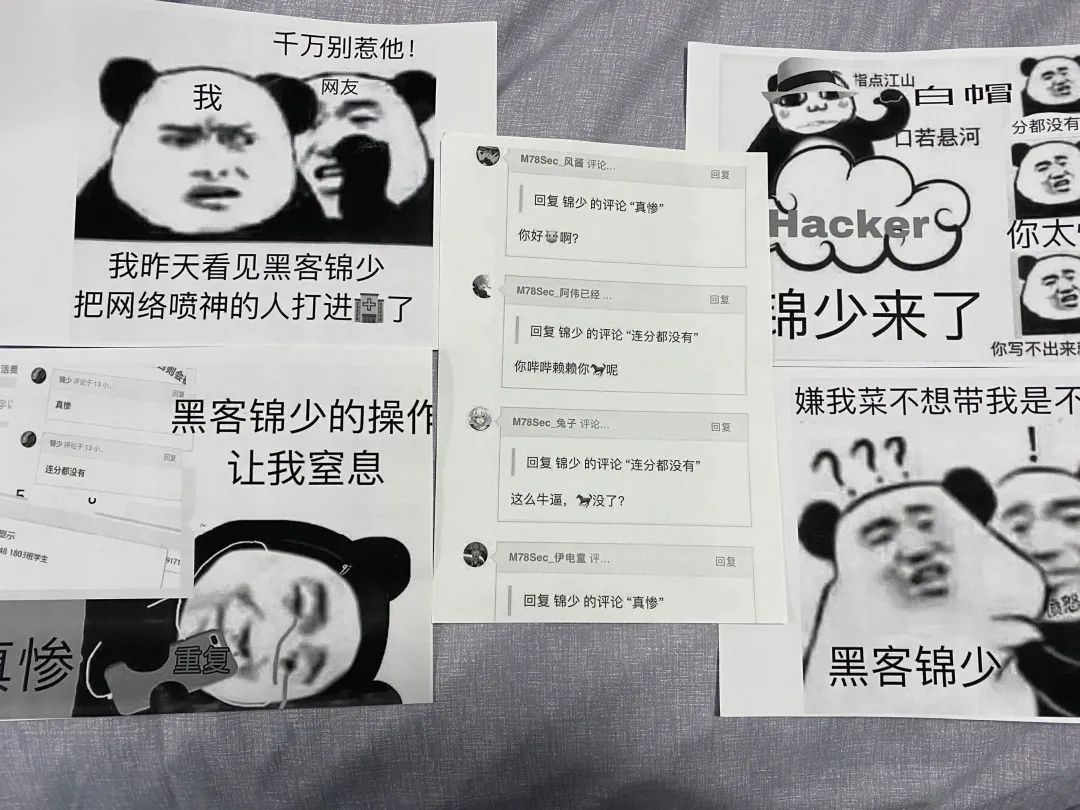 千万别惹他！
我
网友
我昨天看见黑客锦少
把网络喷神的人打进🏥了
M78Sec_风酱 评论...
回复
回复 锦少 的评论 “真惨”
你好😈啊?
M78Sec_阿伟已经 ...
回复
回复 锦少 的评论 “连分都没有”
你哔哔赖赖你🐎呢
M78Sec_兔子 评论...
回复
回复 锦少 的评论 “连分都没有”
这么牛逼，🐎没了?
M78Sec_伊电童 评...
回复
回复 锦少 的评论 “真惨”
指点江山
白帽
口若悬河
Hacker
锦少来了
分都没有
你太
你写不出来
活费
锦少 评论于 13 小...
回复
真惨
锦少 评论于 13 小...
回复
连分都没有
显示
48 1803班学生
9171
黑客锦少的操作
让我窒息
真惨
重复
嫌我菜不想带我是不
???
!
愤怒
黑客锦少